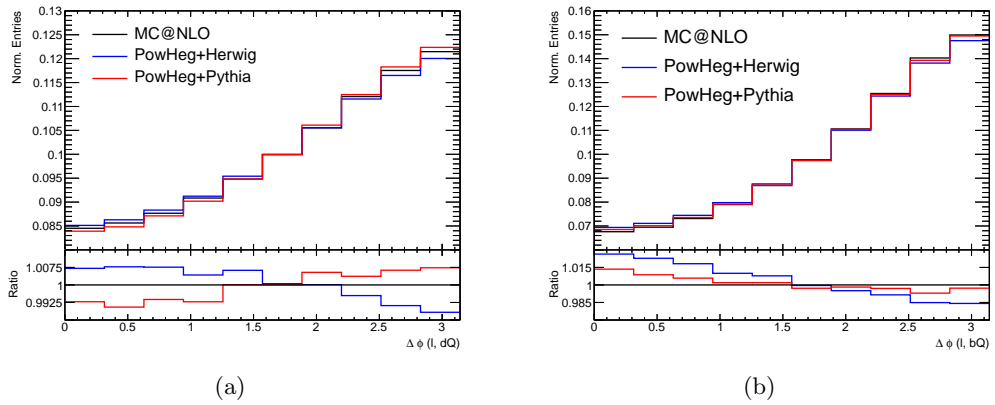 Norm. Entries
0.13
0.125
0.12
0.115
0.11
0.105
0.1
0.095
0.09
0.085
MC@NLO
PowHeg+Herwig
PowHeg+Pythia
Ratio
1.0075
1
0.9925
0 0.5 1 1.5 2 2.5 3
Δ ϕ (l, dQ)
(a)
Norm. Entries
0.16
0.15
0.14
0.13
0.12
0.11
0.1
0.09
0.08
0.07
MC@NLO
PowHeg+Herwig
PowHeg+Pythia
Ratio
1.015
1
0.985
0 0.5 1 1.5 2 2.5 3
Δ ϕ (l, bQ)
(b)